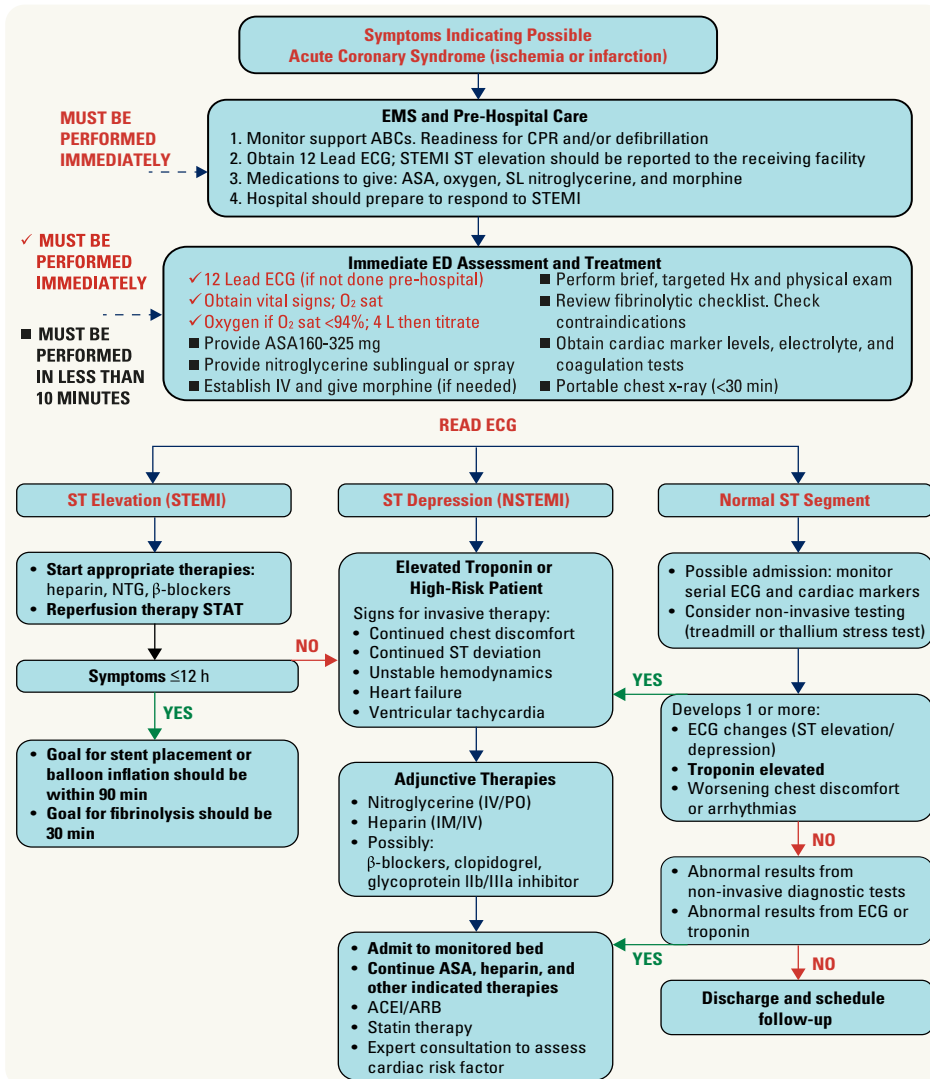 Symptoms Indicating Possible
Acute Coronary Syndrome (ischemia or infarction)
MUST BE
PERFORMED
IMMEDIATELY
EMS and Pre-Hospital Care
1. Monitor support ABCs. Readiness for CPR and/or defibrillation
2. Obtain 12 Lead ECG; STEMI ST elevation should be reported to the receiving facility
3. Medications to give: ASA, oxygen, SL nitroglycerine, and morphine
4. Hospital should prepare to respond to STEMI
✓ MUST BE
PERFORMED
IMMEDIATELY
■ MUST BE
PERFORMED
IN LESS THAN
10 MINUTES
Immediate ED Assessment and Treatment
✓ 12 Lead ECG (if not done pre-hospital)
✓ Obtain vital signs; O₂ sat
✓ Oxygen if O₂ sat <94%; 4 L then titrate
■ Provide ASA160-325 mg
■ Provide nitroglycerine sublingual or spray
■ Establish IV and give morphine (if needed)
■ Perform brief, targeted Hx and physical exam
■ Review fibrinolytic checklist. Check
contraindications
■ Obtain cardiac marker levels, electrolyte, and
coagulation tests
■ Portable chest x-ray (<30 min)
READ ECG
ST Elevation (STEMI)
• Start appropriate therapies:
heparin, NTG, β-blockers
• Reperfusion therapy STAT
Symptoms ≤12 h
NO
YES
• Goal for stent placement or
balloon inflation should be
within 90 min
• Goal for fibrinolysis should be
30 min
ST Depression (NSTEMI)
Elevated Troponin or
High-Risk Patient
Signs for invasive therapy:
• Continued chest discomfort
• Continued ST deviation
• Unstable hemodynamics
• Heart failure
• Ventricular tachycardia
Adjunctive Therapies
• Nitroglycerine (IV/PO)
• Heparin (IM/IV)
• Possibly:
β-blockers, clopidogrel,
glycoprotein IIb/IIIa inhibitor
• Admit to monitored bed
• Continue ASA, heparin, and
other indicated therapies
• ACEI/ARB
• Statin therapy
• Expert consultation to assess
cardiac risk factor
Normal ST Segment
• Possible admission: monitor
serial ECG and cardiac markers
• Consider non-invasive testing
(treadmill or thallium stress test)
YES
Develops 1 or more:
• ECG changes (ST elevation/
depression)
• Troponin elevated
• Worsening chest discomfort
or arrhythmias
NO
• Abnormal results from
non-invasive diagnostic tests
• Abnormal results from ECG or
troponin
YES
NO
Discharge and schedule
follow-up